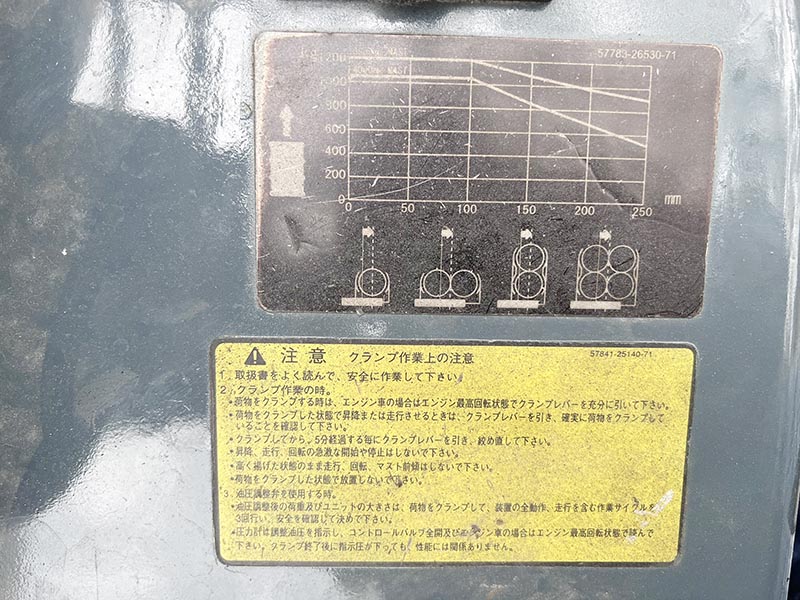 57783-26530-71
kg
1200
1000
800
600
400
200
0
0 50 100 150 200 250 mm
注意 クランプ作業上の注意 57841-25140-71
1. 取扱書をよく読んで、安全に作業して下さい。
2. クランプ作業の時。
•荷物をクランプする時は、エンジン車の場合はエンジン最高回転状態でクランプレバーを充分に引いて下さい。
•荷物をクランプした状態で昇降または走行させるときは、クランプレバーを引き、確実に荷物をクランプして
いることを確認して下さい。
•クランプしてから、5分経過する毎にクランプレバーを引き、絞め直して下さい。
•昇降、走行、回転の急激な開始や停止はしないで下さい。
•高く揚げた状態のまま走行、回転、マスト前傾はしないで下さい。
•荷物をクランプした状態で放置しないで下さい。
3. 油圧調整弁を使用する時。
•油圧調整後の荷重及びユニットの大きさは、荷物をクランプして、装置の全動作、走行を含む作業サイクルを
3回行い、安全を確認して決めて下さい。
•圧力計は調整油圧を指示し、コントロールバルブ全開及びエンジン車の場合はエンジン最高回転状態で読んで
下さい。クランプ終了後に指示圧が下っても、性能には関係ありません。